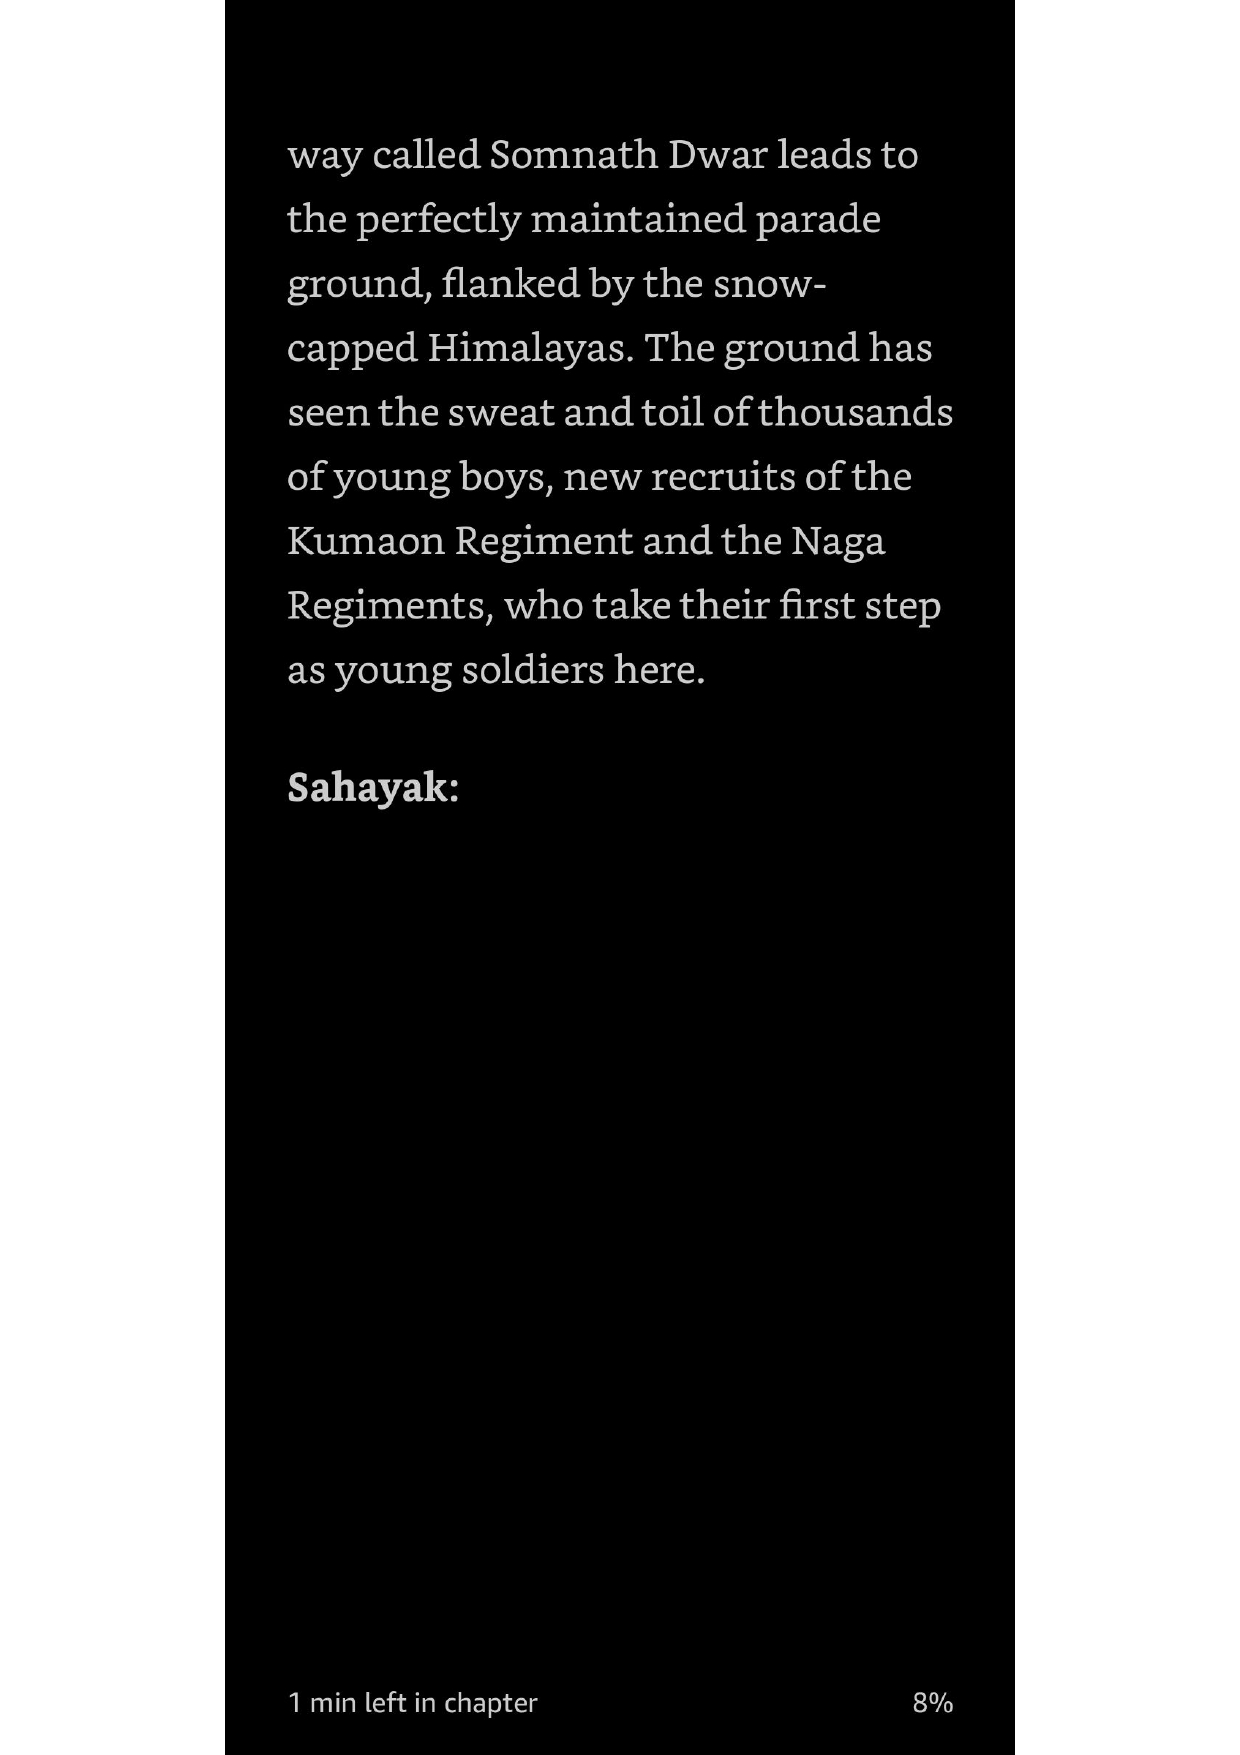 way called Somnath Dwar leads to
the perfectly maintained parade
ground, flanked by the snow-
capped Himalayas. The ground has
seen the sweat and toil of thousands
of young boys, new recruits of the
Kumaon Regiment and the Naga
Regiments, who take their first step
as young soldiers here.
Sahayak:
1 min left in chapter 8%